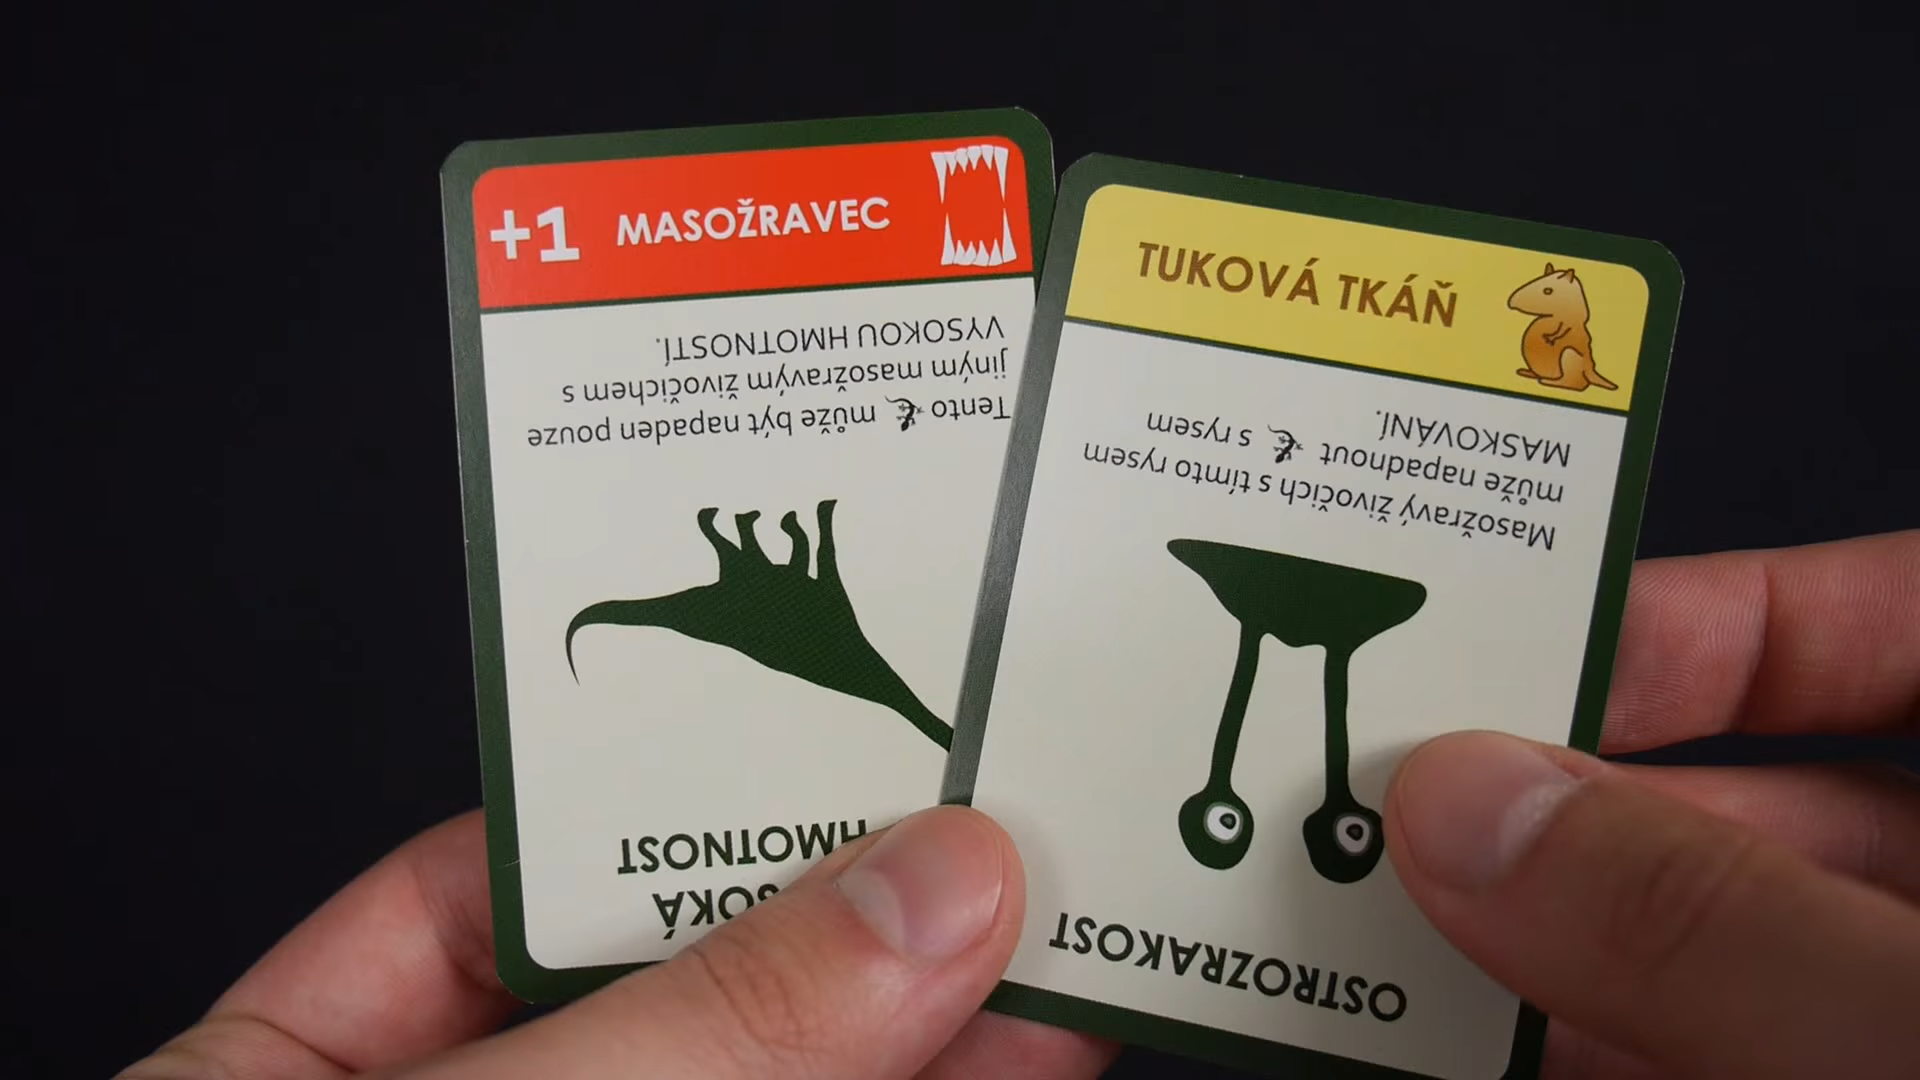 +1 MASOŽRAVEC
Tento může být napaden pouze
jiným masožravým živočichem s
VYSOKOU HMOTNOSTÍ.
HMOTNOST
TUKOVÁ TKÁŇ
Masožravý živočich s tímto rysem
může napadnout s rysem
MASKOVÁNÍ.
OSTROZRAKOST